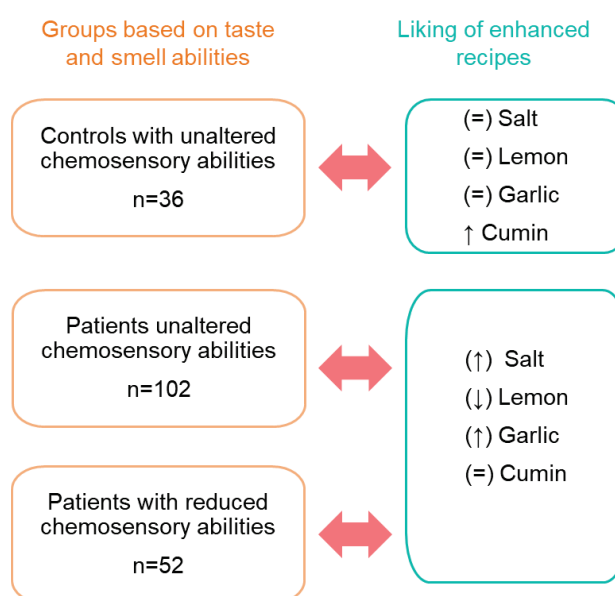 Groups based on taste
and smell abilities
Liking of enhanced
recipes
Controls with unaltered
chemosensory abilities
n=36
(=) Salt
(=) Lemon
(=) Garlic
↑ Cumin
Patients unaltered
chemosensory abilities
n=102
Patients with reduced
chemosensory abilities
n=52
(↑) Salt
(↓) Lemon
(↑) Garlic
(=) Cumin